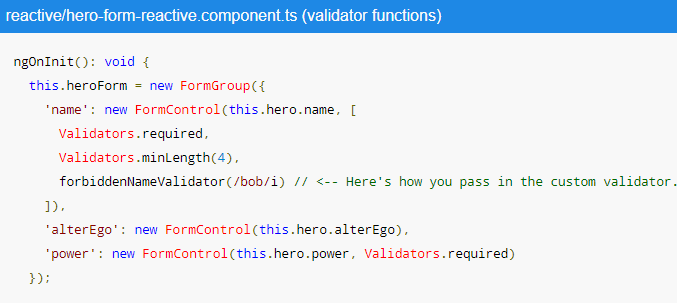 reactive/hero-form-reactive.component.ts (validator functions)
ngOnInit(): void {
  this.heroForm = new FormGroup({
    'name': new FormControl(this.hero.name, [
      Validators.required,
      Validators.minLength(4),
      forbiddenNameValidator(/bob/i) // <-- Here's how you pass in the custom validator.
    ]),
    'alterEgo': new FormControl(this.hero.alterEgo),
    'power': new FormControl(this.hero.power, Validators.required)
  });